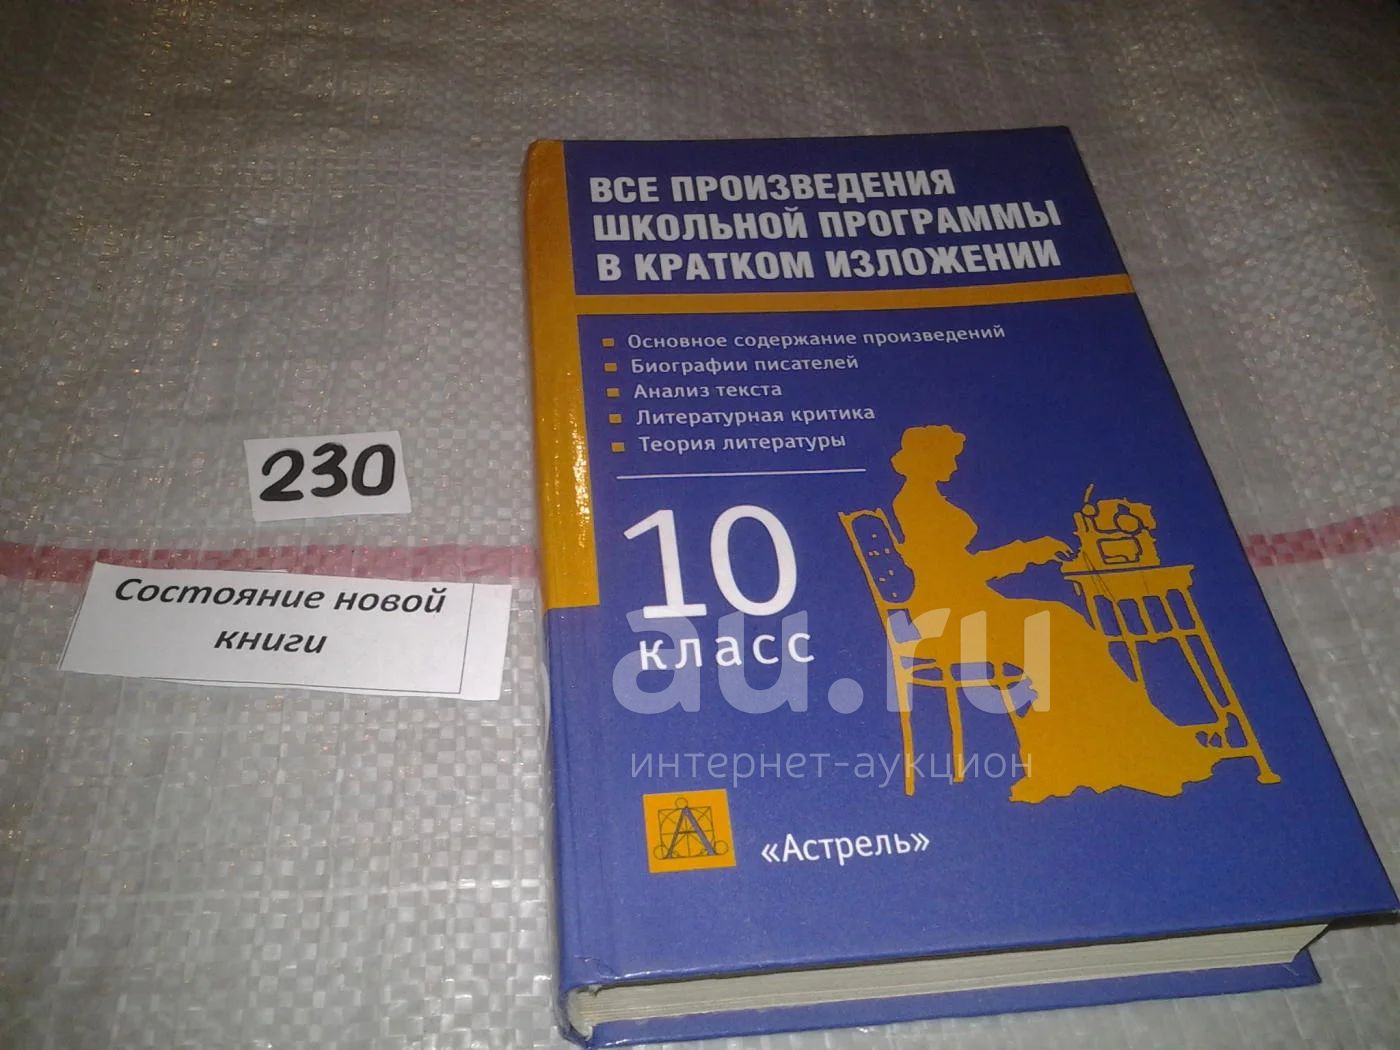 ВСЕ ПРОИЗВЕДЕНИЯ
ШКОЛЬНОЙ ПРОГРАММЫ
В КРАТКОМ ИЗЛОЖЕНИИ
Основное содержание произведений
Биографии писателей
Анализ текста
Литературная критика
Теория литературы
10
класс
«Астрель»
А
230
Состояние новой
книги
au.ru
интернет-аукцион